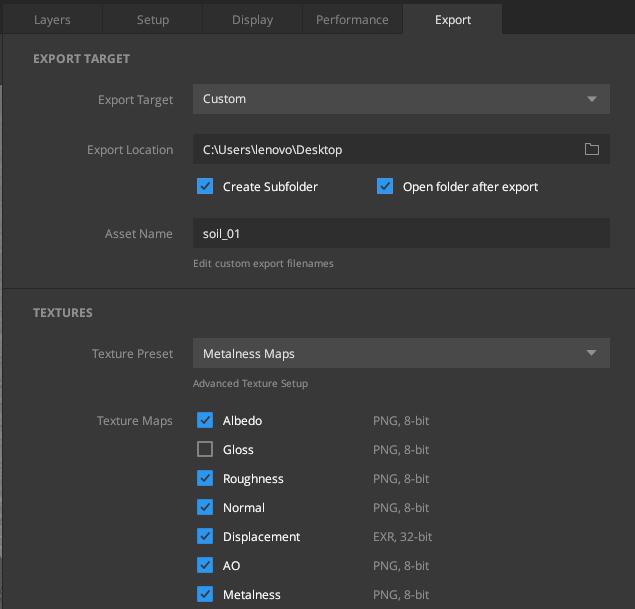 Layers Setup Display Performance Export
EXPORT TARGET
Export Target Custom
Export Location C:\Users\lenovo\Desktop
Create Subfolder Open folder after export
Asset Name soil_01
Edit custom export filenames
TEXTURES
Texture Preset Metalness Maps
Advanced Texture Setup
Texture Maps Albedo PNG, 8-bit
Gloss PNG, 8-bit
Roughness PNG, 8-bit
Normal PNG, 8-bit
Displacement EXR, 32-bit
AO PNG, 8-bit
Metalness PNG, 8-bit